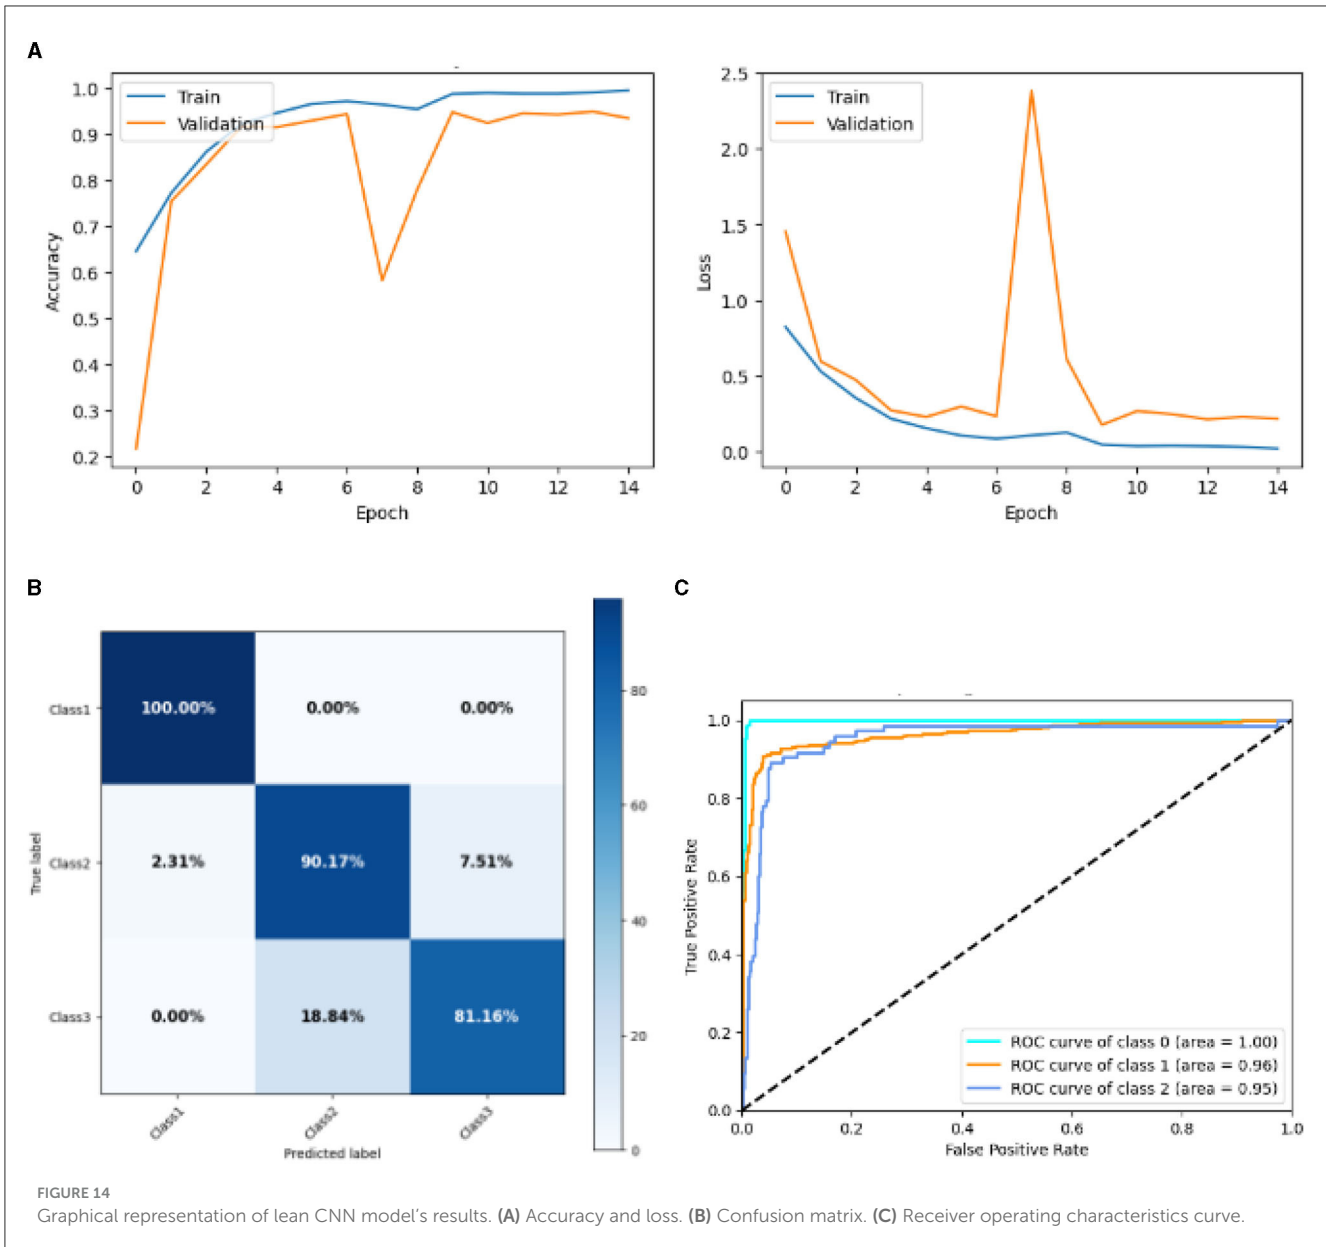 A
1.0
0.9
0.8
0.7
0.6
0.5
0.4
0.3
0.2
Accuracy
Train
Validation
0 2 4 6 8 10 12 14
Epoch
2.5
2.0
1.5
1.0
0.5
0.0
Loss
Train
Validation
0 2 4 6 8 10 12 14
Epoch
B
True label
Class1
Class2
Class3
100.00% 0.00% 0.00%
2.31% 90.17% 7.51%
0.00% 18.84% 81.16%
Class1 Class2 Class3
Predicted label
80
60
40
20
0
C
1.0
0.8
0.6
0.4
0.2
0.0
True Positive Rate
ROC curve of class 0 (area = 1.00)
ROC curve of class 1 (area = 0.96)
ROC curve of class 2 (area = 0.95)
0.0 0.2 0.4 0.6 0.8 1.0
False Positive Rate
FIGURE 14
Graphical representation of lean CNN model's results. (A) Accuracy and loss. (B) Confusion matrix. (C) Receiver operating characteristics curve.